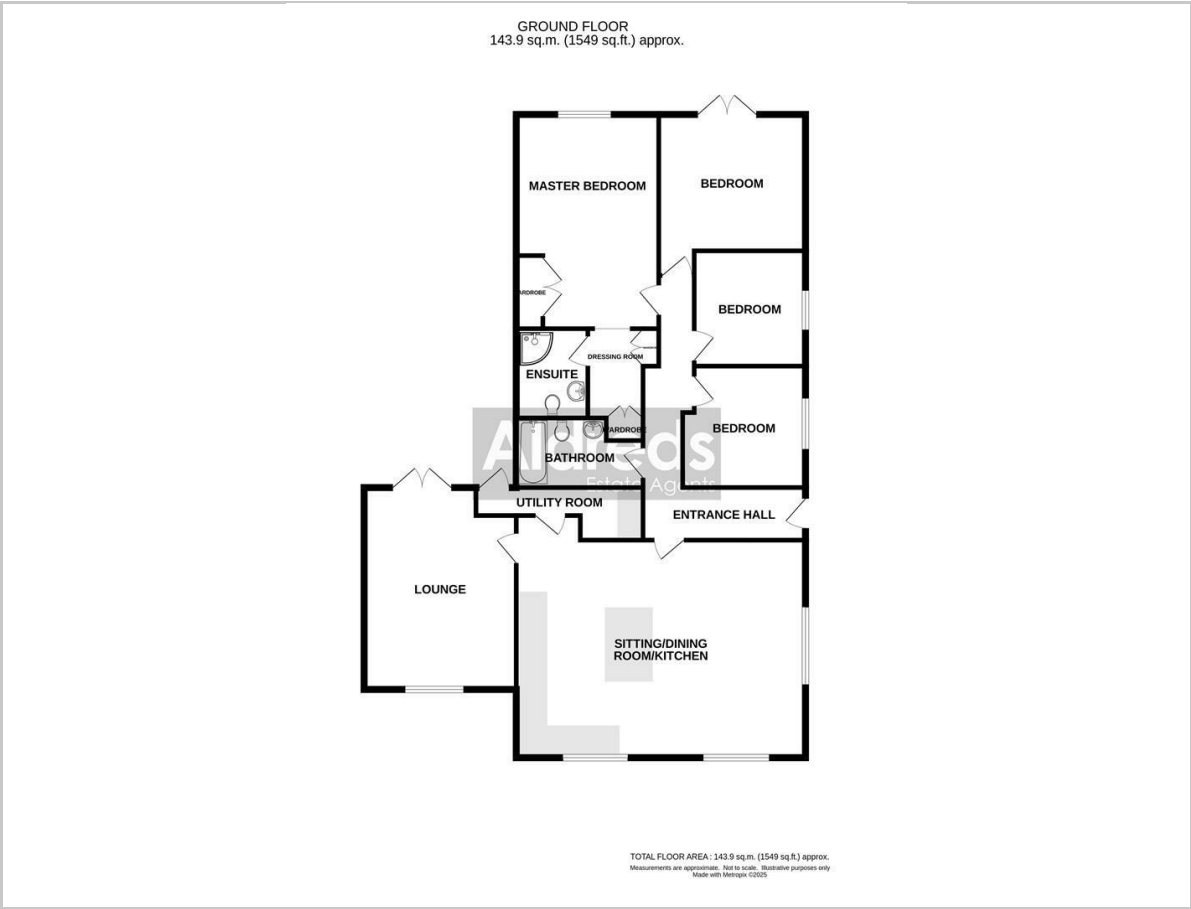 GROUND FLOOR
143.9 sq.m. (1549 sq.ft.) approx.
MASTER BEDROOM
BEDROOM
ARDROBE
BEDROOM
DRESSING ROOM
ENSUITE
BEDROOM
WARDROBE
Aldreds
Estate Agents
BATHROOM
UTILITY ROOM
ENTRANCE HALL
LOUNGE
SITTING/DINING
ROOM/KITCHEN
TOTAL FLOOR AREA : 143.9 sq.m. (1549 sq.ft.) approx.
Measurements are approximate. Not to scale. Illustrative purposes only
Made with Metropix ©2025